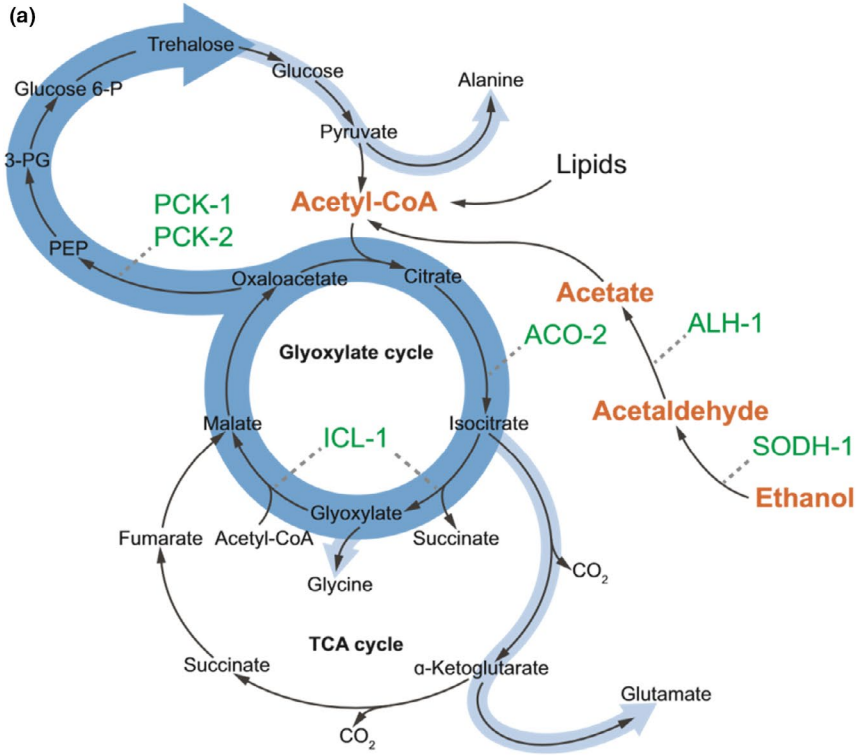 (a)
Trehalose
Glucose
Alanine
Glucose 6-P
Pyruvate
3-PG
Lipids
Acetyl-CoA
PCK-1
PCK-2
PEP
Oxaloacetate
Citrate
Acetate
ALH-1
ACO-2
Glyoxylate cycle
Acetaldehyde
Malate
ICL-1
Isocitrate
SODH-1
Ethanol
Glyoxylate
Fumarate
Acetyl-CoA
Succinate
Glycine
CO₂
TCA cycle
Succinate
α-Ketoglutarate
Glutamate
CO₂